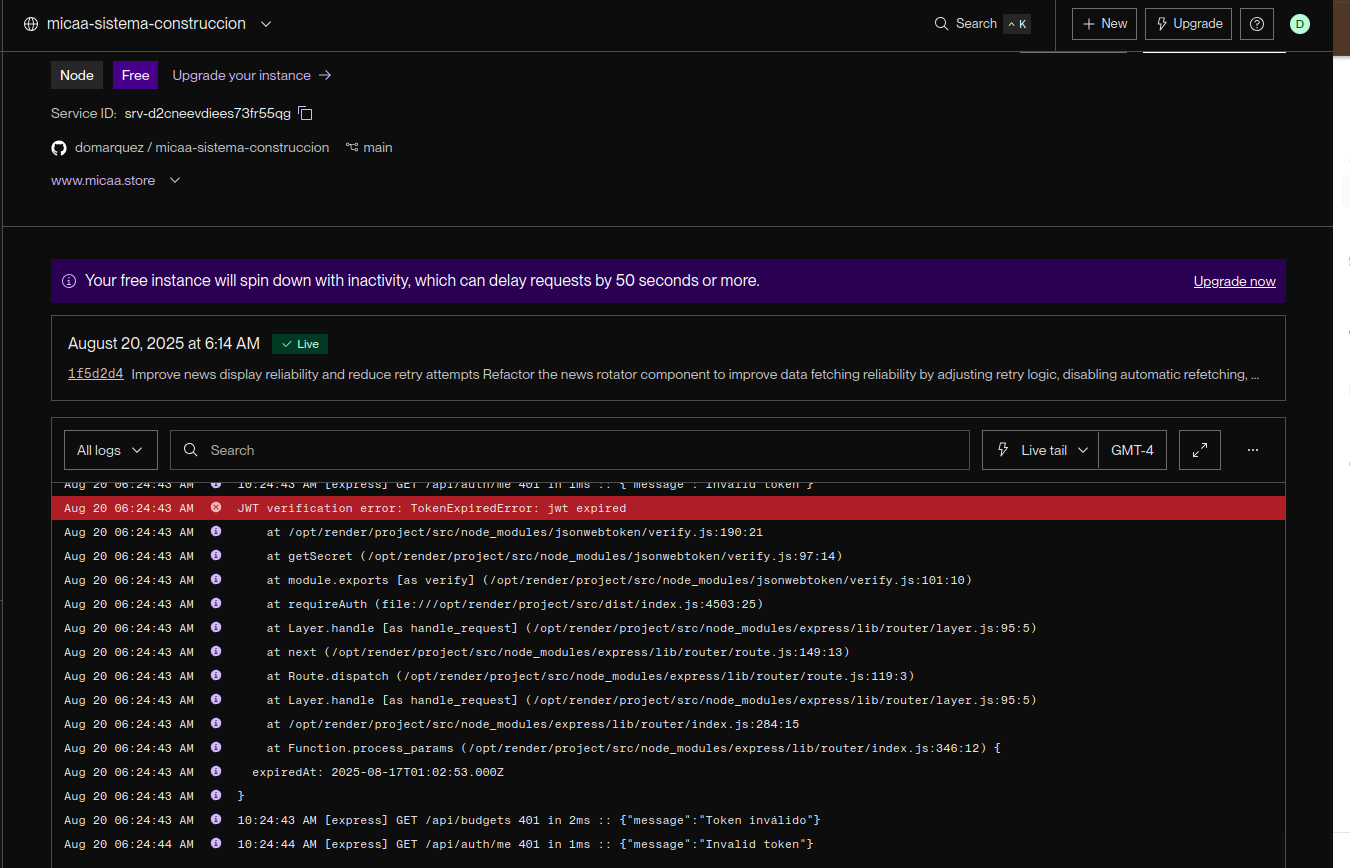 micaa-sistema-construccion
Search ^ K
+ New
Upgrade
D
Node Free Upgrade your instance →
Service ID: srv-d2cneevdiees73fr55qg
domarquez / micaa-sistema-construccion main
www.micaa.store
Your free instance will spin down with inactivity, which can delay requests by 50 seconds or more. Upgrade now
August 20, 2025 at 6:14 AM Live
1f5d2d4 Improve news display reliability and reduce retry attempts Refactor the news rotator component to improve data fetching reliability by adjusting retry logic, disabling automatic refetching, ...
All logs Search Live tail GMT-4 ...
Aug 20 06:24:43 AM 10:24:43 AM [express] GET /api/auth/me 401 in 1ms :: {"message":"Invalid token"}
Aug 20 06:24:43 AM JWT verification error: TokenExpiredError: jwt expired
Aug 20 06:24:43 AM at /opt/render/project/src/node_modules/jsonwebtoken/verify.js:190:21
Aug 20 06:24:43 AM at getSecret (/opt/render/project/src/node_modules/jsonwebtoken/verify.js:97:14)
Aug 20 06:24:43 AM at module.exports [as verify] (/opt/render/project/src/node_modules/jsonwebtoken/verify.js:101:10)
Aug 20 06:24:43 AM at requireAuth (file:///opt/render/project/src/dist/index.js:4503:25)
Aug 20 06:24:43 AM at Layer.handle [as handle_request] (/opt/render/project/src/node_modules/express/lib/router/layer.js:95:5)
Aug 20 06:24:43 AM at next (/opt/render/project/src/node_modules/express/lib/router/route.js:149:13)
Aug 20 06:24:43 AM at Route.dispatch (/opt/render/project/src/node_modules/express/lib/router/route.js:119:3)
Aug 20 06:24:43 AM at Layer.handle [as handle_request] (/opt/render/project/src/node_modules/express/lib/router/layer.js:95:5)
Aug 20 06:24:43 AM at /opt/render/project/src/node_modules/express/lib/router/index.js:284:15
Aug 20 06:24:43 AM at Function.process_params (/opt/render/project/src/node_modules/express/lib/router/index.js:346:12) {
Aug 20 06:24:43 AM expiredAt: 2025-08-17T01:02:53.000Z
Aug 20 06:24:43 AM }
Aug 20 06:24:43 AM 10:24:43 AM [express] GET /api/budgets 401 in 2ms :: {"message":"Token inválido"}
Aug 20 06:24:44 AM 10:24:44 AM [express] GET /api/auth/me 401 in 1ms :: {"message":"Invalid token"}